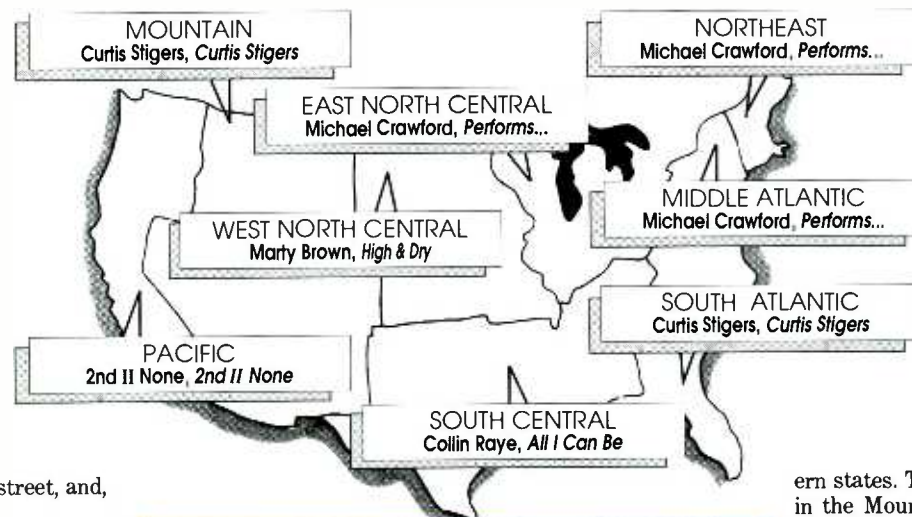 MOUNTAIN
Curtis Stigers, Curtis Stigers
NORTHEAST
Michael Crawford, Performs...
EAST NORTH CENTRAL
Michael Crawford, Performs...
MIDDLE ATLANTIC
Michael Crawford, Performs...
WEST NORTH CENTRAL
Marty Brown, High & Dry
SOUTH ATLANTIC
Curtis Stigers, Curtis Stigers
PACIFIC
2nd II None, 2nd II None
SOUTH CENTRAL
Collin Raye, All I Can Be
street, and,
ern states. T
in the Moun